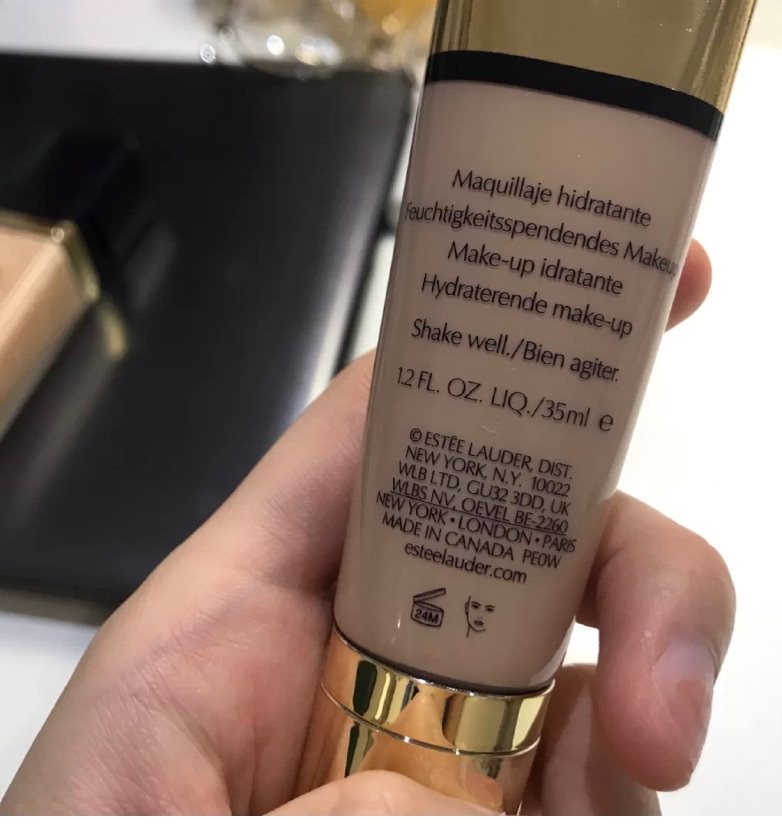 Maquillaje hidratante
Feuchtigkeitsspendendes Makeup
Make-up idratante
Hydraterende make-up
Shake well./Bien agiter.
1.2 FL. OZ. LIQ./35ml ℮
© ESTÉE LAUDER, DIST.
NEW YORK, N.Y. 10022
WLB LTD, GU32 3DD, UK
WLBS NV, OEVEL BE-2260
NEW YORK • LONDON • PARIS
MADE IN CANADA PE0W
esteelauder.com
24M